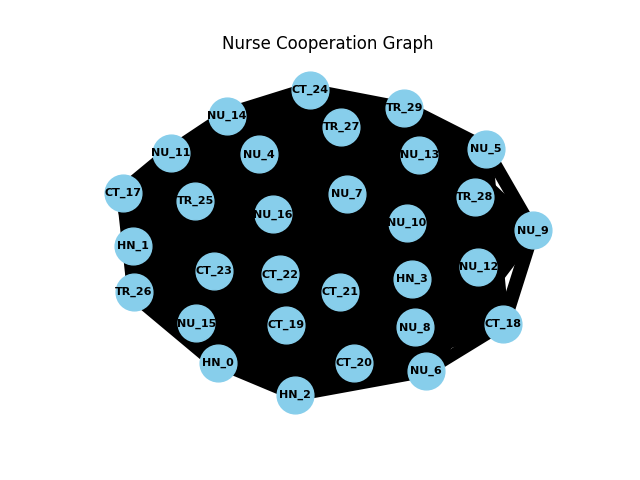 Nurse Cooperation Graph
CT_24
TR_29
NU_14
TR_27
NU_5
NU_11
NU_4
NU_13
CT_17
TR_25
NU_7
TR_28
NU_16
NU_10
NU_9
HN_1
CT_23
CT_22
HN_3
NU_12
TR_26
CT_21
NU_15
CT_19
NU_8
CT_18
HN_0
CT_20
NU_6
HN_2